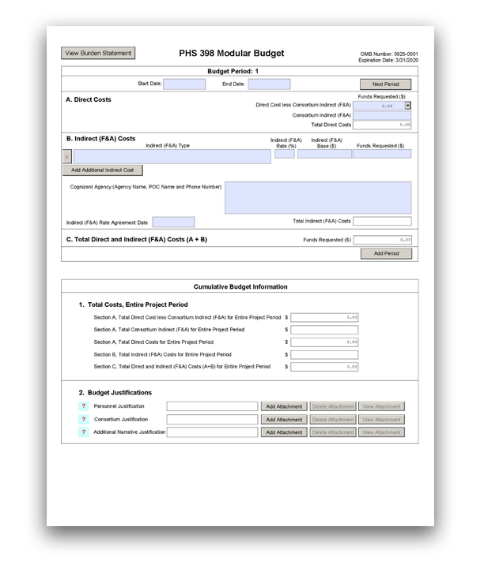 View Burden Statement
PHS 398 Modular Budget
OMB Number: 0925-0001
Expiration Date: 3/31/2020
Budget Period: 1
Start Date: End Date: Next Period
A. Direct Costs
Funds Requested ($)
Direct Cost less Consortium Indirect (F&A) 0.00
Consortium Indirect (F&A)
Total Direct Costs 0.00
B. Indirect (F&A) Costs
Indirect (F&A) Type
Indirect (F&A) Rate (%)
Indirect (F&A) Base ($)
Funds Requested ($)
Add Additional Indirect Cost
Cognizant Agency (Agency Name, POC Name and Phone Number)
Indirect (F&A) Rate Agreement Date Total Indirect (F&A) Costs
C. Total Direct and Indirect (F&A) Costs (A + B) Funds Requested ($) 0.00
Add Period
Cumulative Budget Information
1. Total Costs, Entire Project Period
Section A, Total Direct Cost less Consortium Indirect (F&A) for Entire Project Period $ 0.00
Section A, Total Consortium Indirect (F&A) for Entire Project Period $
Section A, Total Direct Costs for Entire Project Period $ 0.00
Section B, Total Indirect (F&A) Costs for Entire Project Period $
Section C, Total Direct and Indirect (F&A) Costs (A+B) for Entire Project Period $ 0.00
2. Budget Justifications
? Personnel Justification Add Attachment Delete Attachment View Attachment
? Consortium Justification Add Attachment Delete Attachment View Attachment
? Additional Narrative Justification Add Attachment Delete Attachment View Attachment